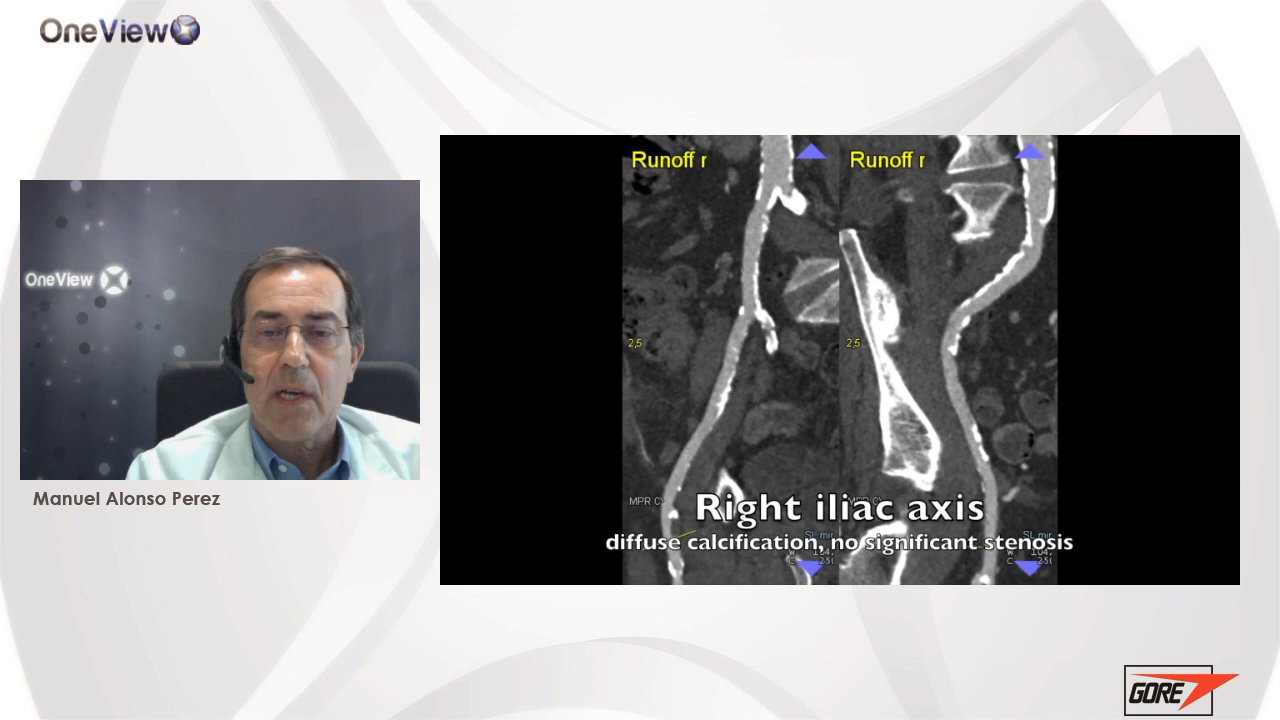 OneView
OneView
Manuel Alonso Perez
Runoff r
Runoff r
2,5
2,5
MPR
Right iliac axis
diffuse calcification, no significant stenosis
GORE